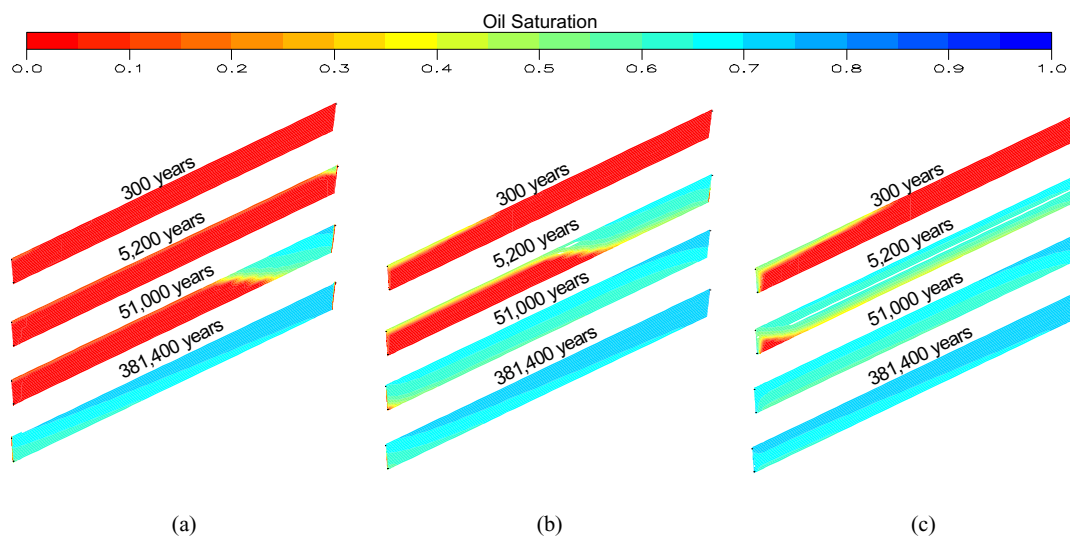 Oil Saturation
0.0 0.1 0.2 0.3 0.4 0.5 0.6 0.7 0.8 0.9 1.0
300 years
5,200 years
51,000 years
381,400 years
300 years
5,200 years
51,000 years
381,400 years
300 years
5,200 years
51,000 years
381,400 years
(a) (b) (c)